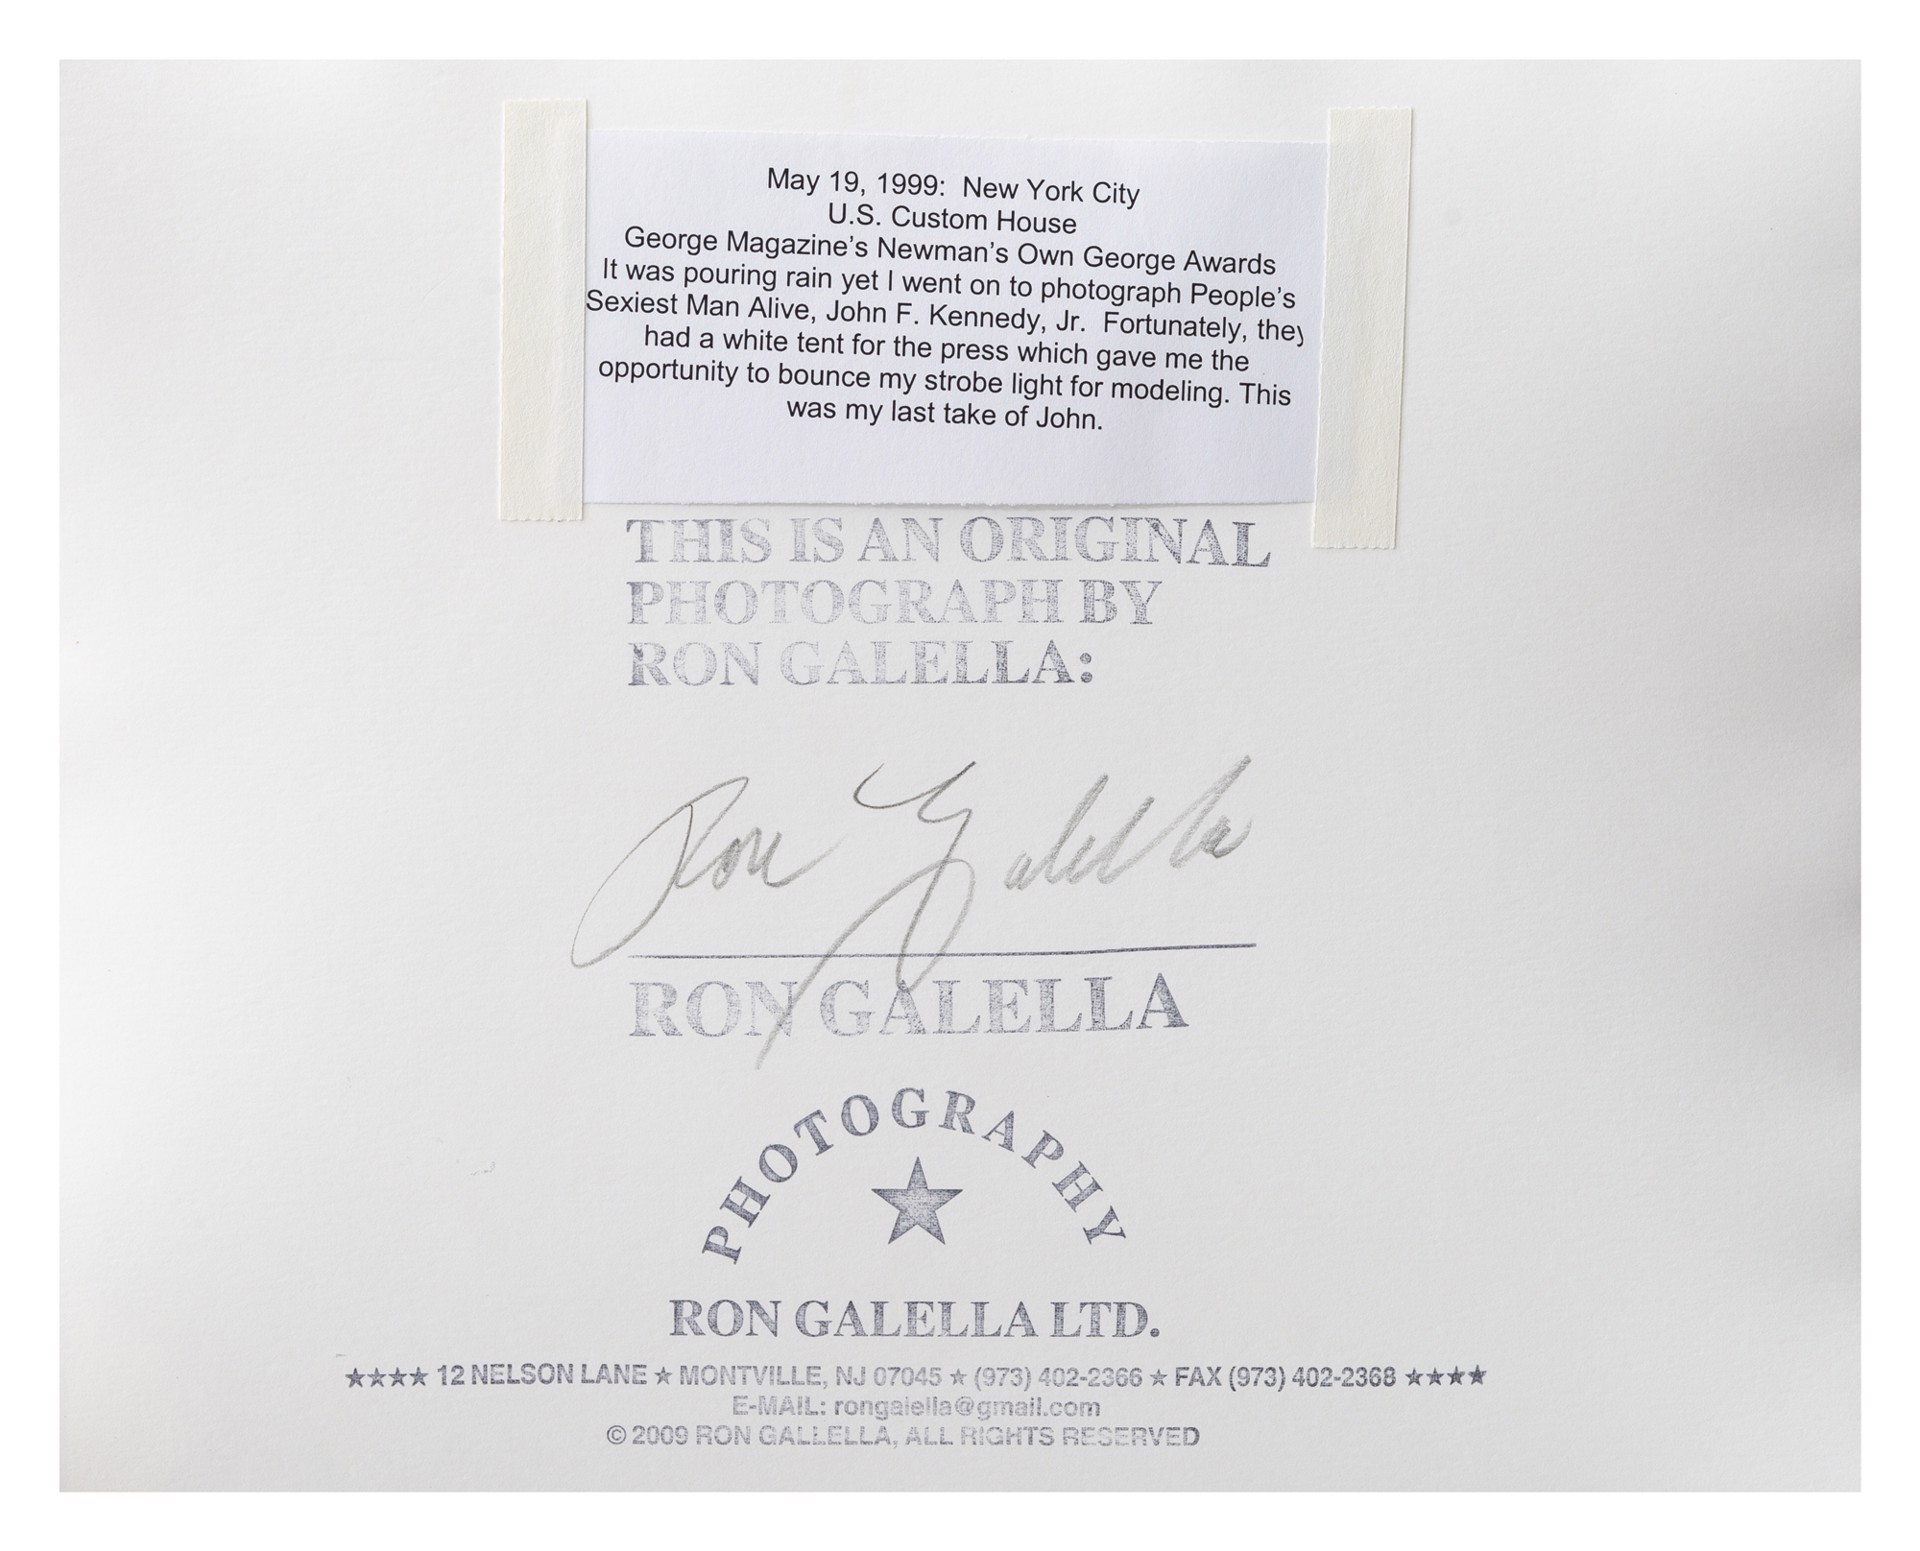 May 19, 1999:  New York City
U.S. Custom House
George Magazine's Newman's Own George Awards
It was pouring rain yet I went on to photograph People's
Sexiest Man Alive, John F. Kennedy, Jr.  Fortunately, they
had a white tent for the press which gave me the
opportunity to bounce my strobe light for modeling. This
was my last take of John.
THIS IS AN ORIGINAL
PHOTOGRAPH BY
RON GALELLA:
Ron Galella
RON GALELLA
PHOTOGRAPHY
★
RON GALELLA LTD.
★★★★ 12 NELSON LANE ★ MONTVILLE, NJ 07045 ★ (973) 402-2366 ★ FAX (973) 402-2368 ★★★★
E-MAIL: rongalella@gmail.com
© 2009 RON GALLELLA, ALL RIGHTS RESERVED